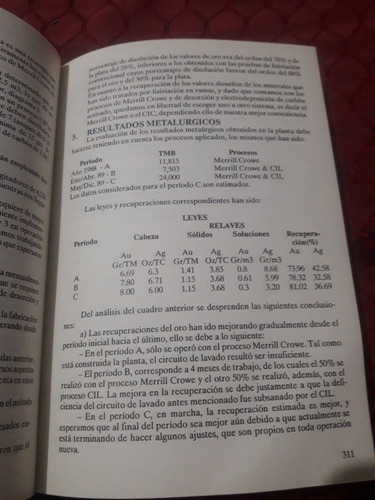 porcentaje de disolución de los valores de oro era del orden del 76% y de
la plata del 28%, inferiores a los obtenidos con las pruebas de lixiviación
convencional cuyos porcentajes de disolución fueron del orden del 80%
para oro y del 30% para la plata.
En cuanto a la recuperación de los valores disueltos de los minerales que
han sido tratados por lixiviación en rumas, y dado que contamos con los
procesos de Merrill Crowe y de desorción y electrodeposición de carbón
activado, quedamos en libertad de escoger uno u otro sistema, es decir el
Merrill Crowe o el CIC, dependiendo ello de nuestra mejor conveniencia.
5. RESULTADOS METALURGICOS
La evaluación de los resultados metalúrgicos obtenidos en la planta debe
hacerse teniendo en cuenta los procesos aplicados, los mismos que han sido:
Período TMB Procesos
Año 1988 - A 11,815 Merrill Crowe
Ene/Abr. 89 - B 7,503 Merrill Crowe & CIL
May/Dic. 89 - C 24,000 Merrill Crowe & CIL
Los datos considerados para el período C son estimados.
Las leyes y recuperaciones correspondientes han sido:
LEYES
RELAVES
Período Cabeza Sólidos Soluciones Recupera-
ción(%)
Au Ag Au Ag Au Ag Au Ag
Gr/TM Oz/TC Gr/TM Oz/TC Gr/m3 Gr/m3
A 6.69 6.3 1.41 3.85 0.8 8.68 73.96 42.58
B 7.80 6.71 1.15 3.68 0.61 5.99 78.32 32.58
C 8.00 6.00 1.15 3.68 0.3 3.20 81.02 36.69
Del análisis del cuadro anterior se desprenden las siguientes conclusio-
nes:
a) Las recuperaciones del oro han ido mejorando gradualmente desde el
período inicial hacia el último, ello se debe a lo siguiente:
– En el período A, sólo se operó con el proceso Merrill Crowe. Tal como
está construida la planta, el circuito de lavado resultó ser insuficiente.
– El período B, corresponde a 4 meses de trabajo, de los cuales el 50% se
realizó con el proceso Merrill Crowe y el otro 50% se realizó, además, con el
proceso CIL. La mejora en la recuperación se debe justamente a que la defi-
ciencia del circuito de lavado antes mencionado fue subsanado por el CIL.
– En el período C, en marcha, la recuperación estimada es mejor, y
esperamos que al final del período sea mejor aún debido a que actualmente se
está terminando de hacer algunos ajustes, que son propios en toda operación
nueva.
311